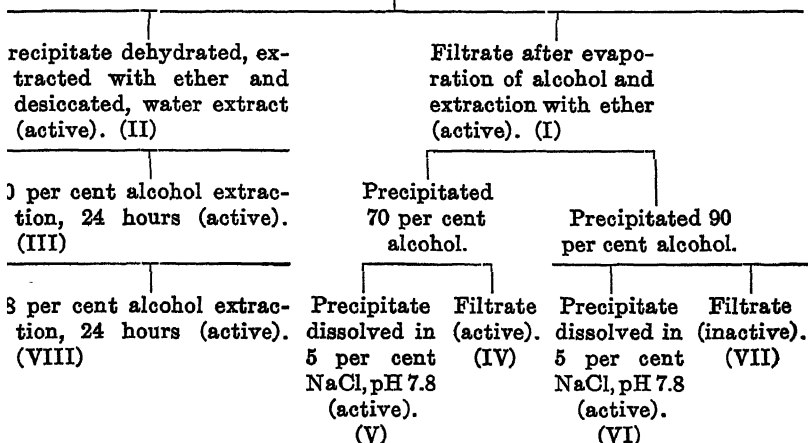 recipitate dehydrated, ex-
tracted with ether and
desiccated, water extract
(active). (II)
Filtrate after evapo-
ration of alcohol and
extraction with ether
(active). (I)
0 per cent alcohol extrac-
tion, 24 hours (active).
(III)
Precipitated
70 per cent
alcohol.
Precipitated 90
per cent alcohol.
8 per cent alcohol extrac-
tion, 24 hours (active).
(VIII)
Precipitate
dissolved in
5 per cent
NaCl, pH 7.8
(active).
(V)
Filtrate
(active).
(IV)
Precipitate
dissolved in
5 per cent
NaCl, pH 7.8
(active).
(VI)
Filtrate
(inactive).
(VII)